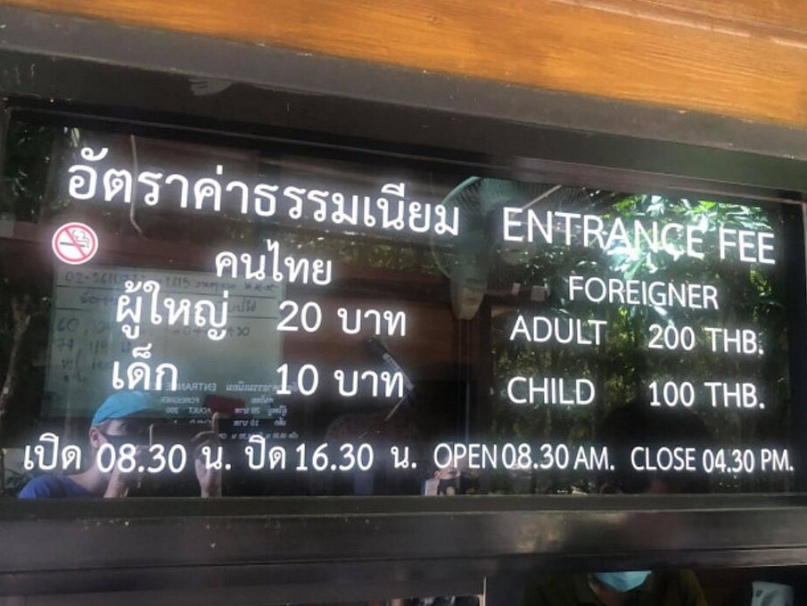 อัตราค่าธรรมเนียม
คนไทย
ผู้ใหญ่ 20 บาท
เด็ก 10 บาท
เปิด 08.30 น. ปิด 16.30 น.
ENTRANCE FEE
FOREIGNER
ADULT 200 THB.
CHILD 100 THB.
OPEN 08.30 AM. CLOSE 04.30 PM.